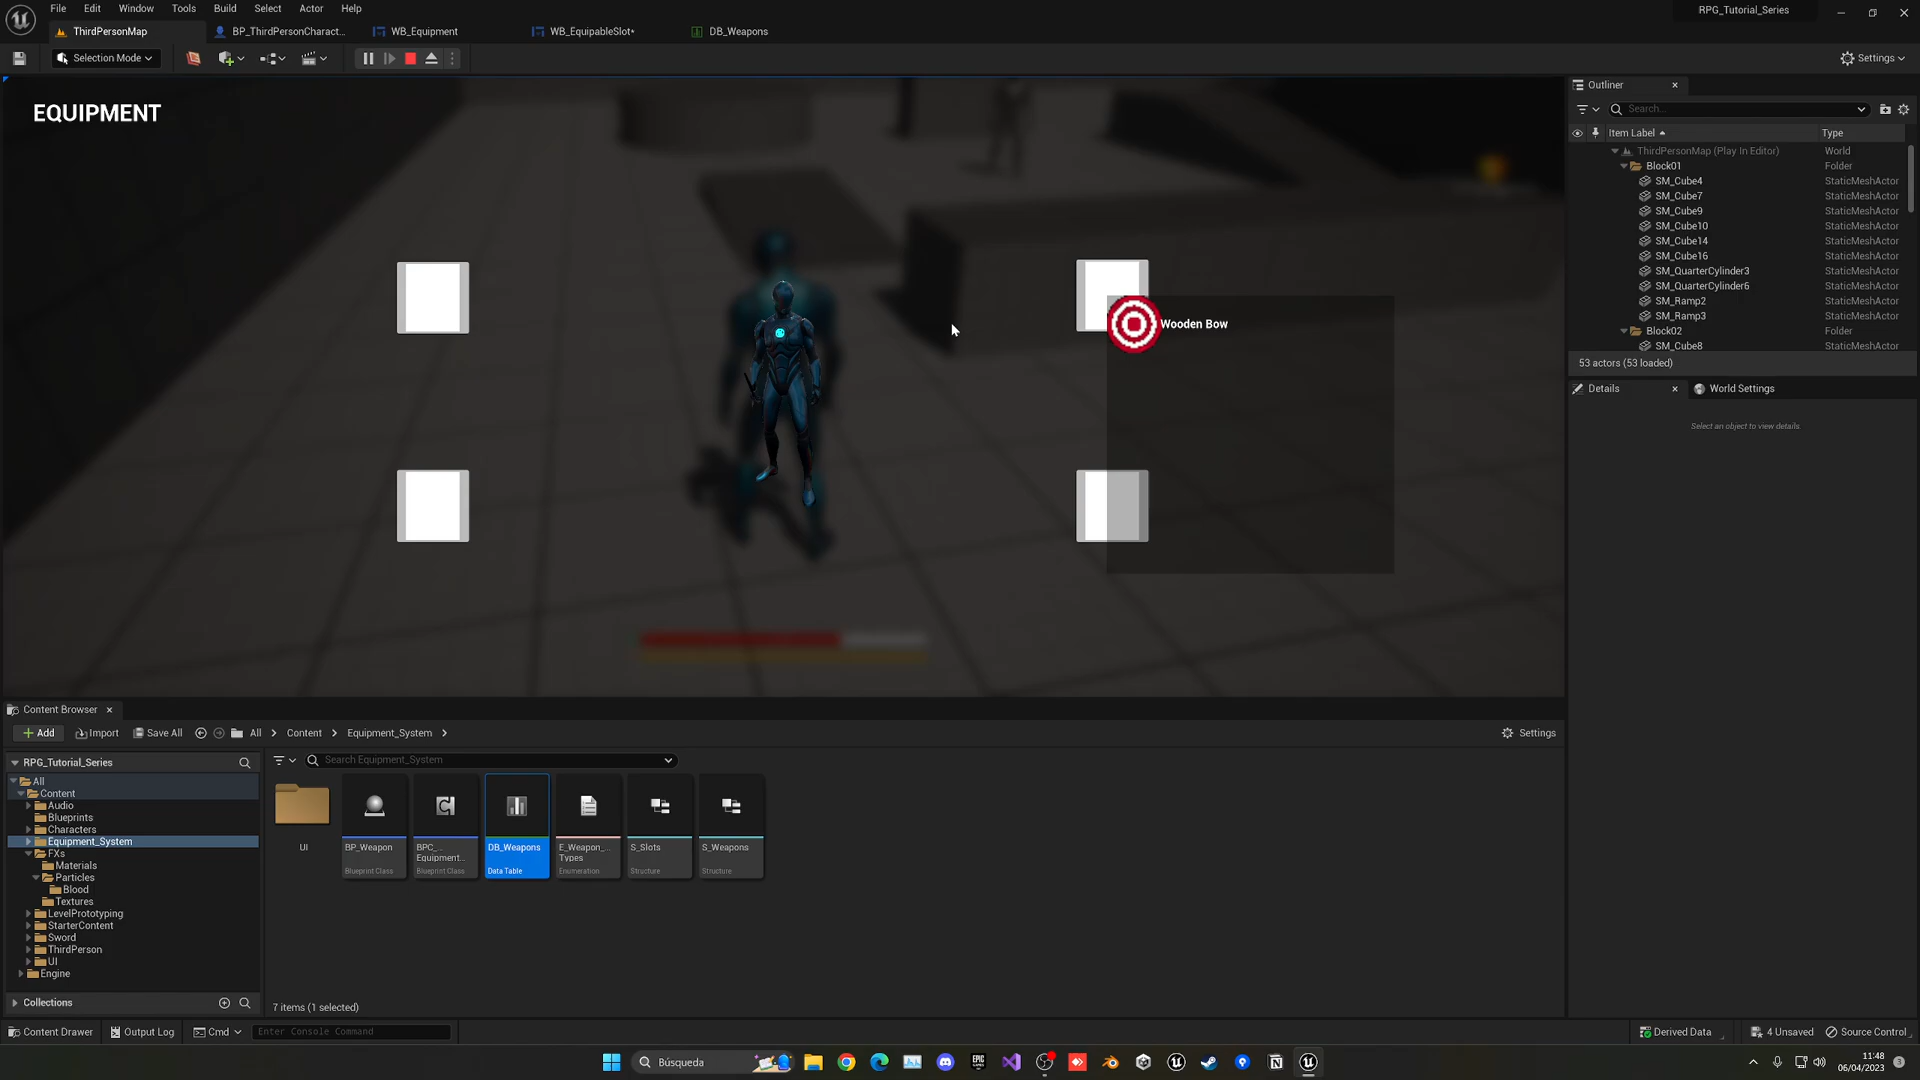 File Edit Window Tools Build Select Actor Help
RPG_Tutorial_Series
ThirdPersonMap BP_ThirdPersonCharact... WB_Equipment WB_EquipableSlot* DB_Weapons
Selection Mode
Settings
EQUIPMENT
Wooden Bow
Outliner
Search...
Item Label Type
ThirdPersonMap (Play In Editor) World
Block01 Folder
SM_Cube4 StaticMeshActor
SM_Cube7 StaticMeshActor
SM_Cube9 StaticMeshActor
SM_Cube10 StaticMeshActor
SM_Cube14 StaticMeshActor
SM_Cube16 StaticMeshActor
SM_QuarterCylinder3 StaticMeshActor
SM_QuarterCylinder6 StaticMeshActor
SM_Ramp2 StaticMeshActor
SM_Ramp3 StaticMeshActor
Block02 Folder
SM_Cube8 StaticMeshActor
53 actors (53 loaded)
Details World Settings
Select an object to view details.
Content Browser
Add Import Save All All Content Equipment_System
Settings
RPG_Tutorial_Series
All
Content
Audio
Blueprints
Characters
Equipment_System
FXs
Materials
Particles
Blood
Textures
LevelPrototyping
StarterContent
Sword
ThirdPerson
UI
Engine
Collections
Search Equipment_System
UI
BP_Weapon
Blueprint Class
BPC_...
Equipment...
Blueprint Class
DB_Weapons
Data Table
E_Weapon_...
Types
Enumeration
S_Slots
Structure
S_Weapons
Structure
7 items (1 selected)
Content Drawer Output Log Cmd Enter Console Command
Derived Data 4 Unsaved Source Control
Búsqueda
EPIC
11:48
06/04/2023
3